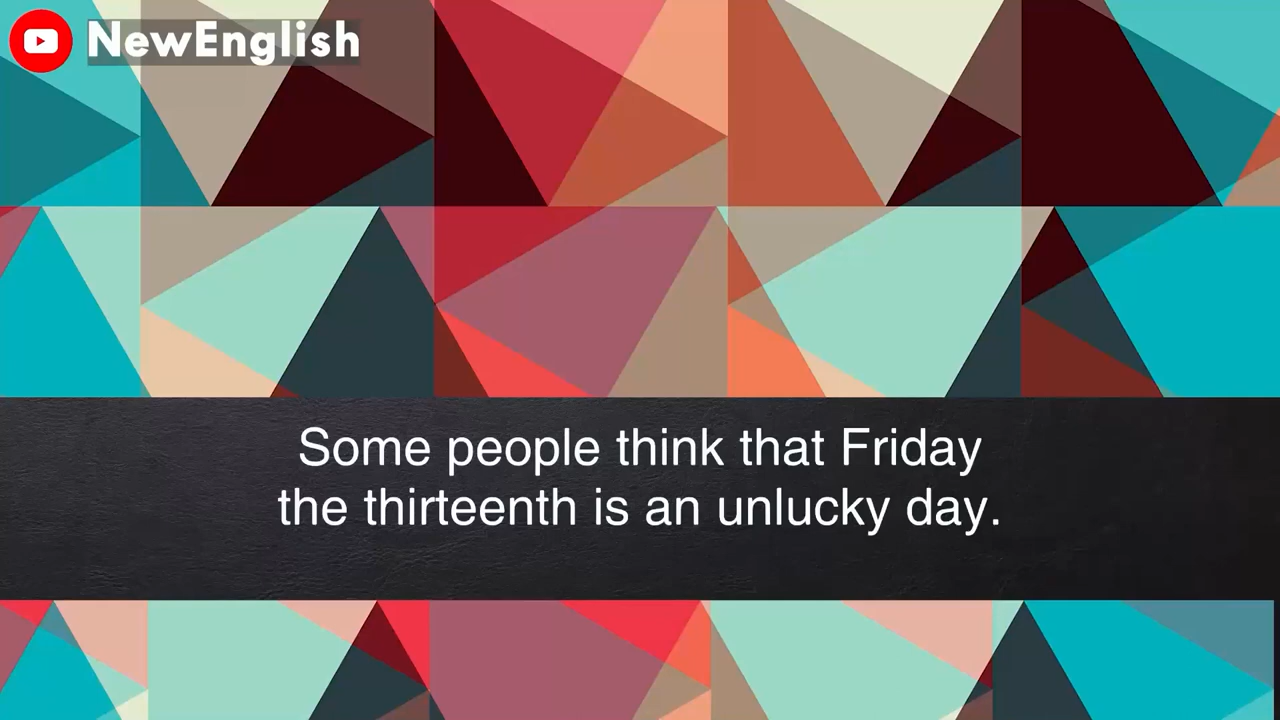 NewEnglish
Some people think that Friday
the thirteenth is an unlucky day.